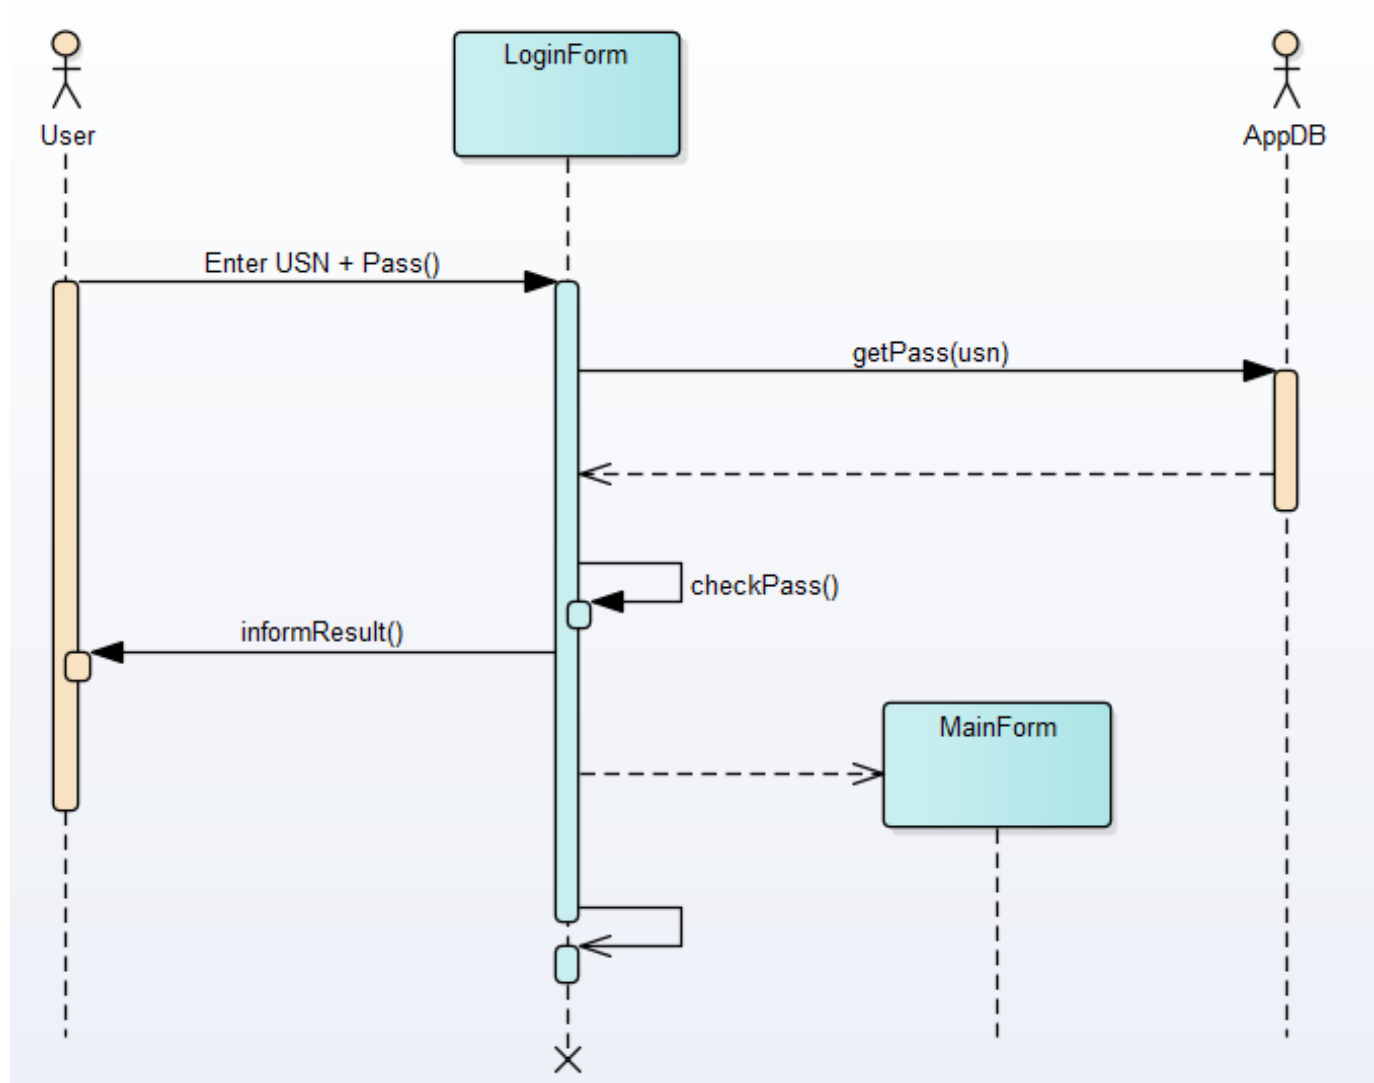 LoginForm
User
AppDB
Enter USN + Pass()
getPass(usn)
checkPass()
informResult()
MainForm